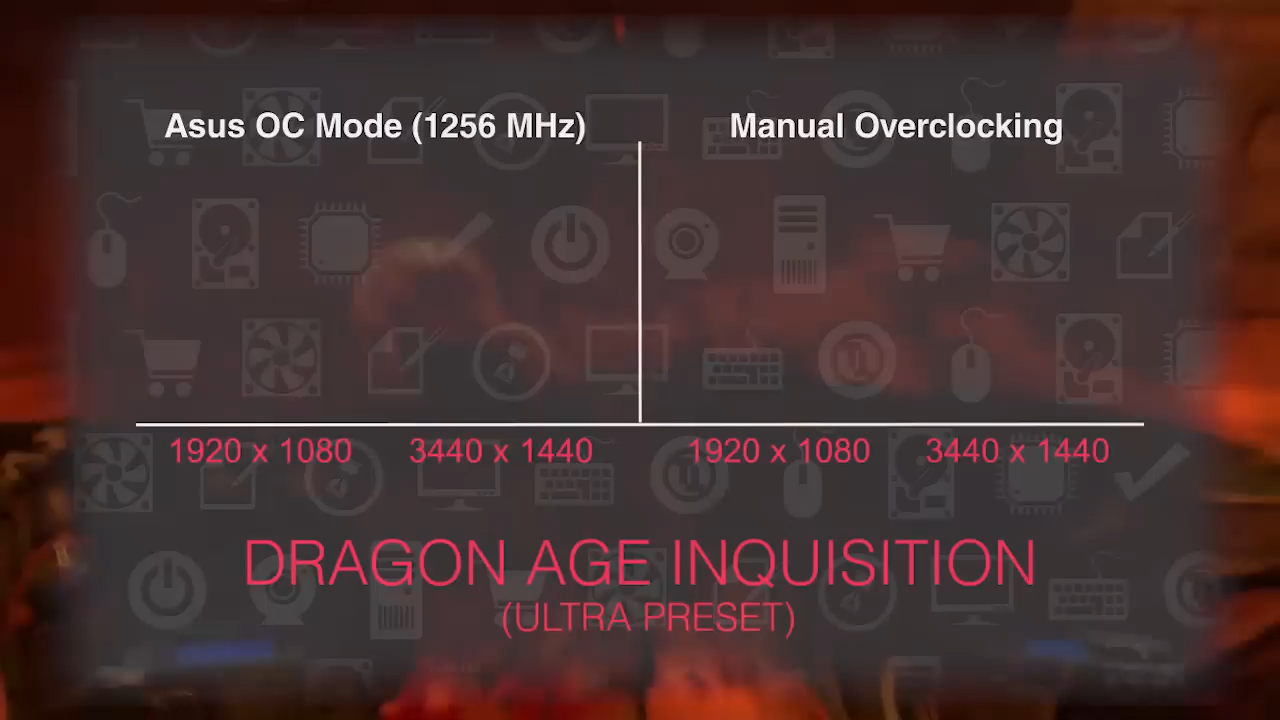 Asus OC Mode (1256 MHz)
Manual Overclocking
1920 x 1080
3440 x 1440
1920 x 1080
3440 x 1440
DRAGON AGE INQUISITION
(ULTRA PRESET)